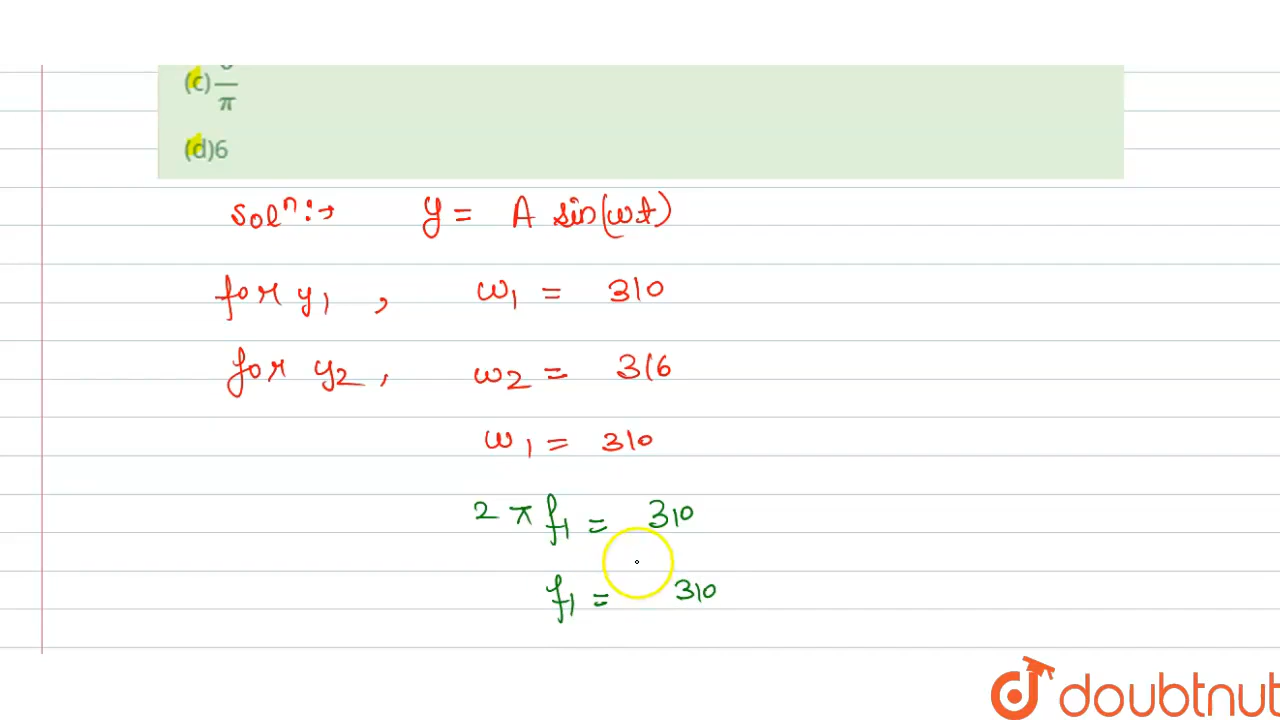 (c) —/π
(d)6
Solⁿ:→ y = A sin(ωt)
for y₁ , ω₁ = 310
for y₂ , ω₂ = 316
ω₁ = 310
2 π f₁ = 310
f₁ = 310
doubtnut